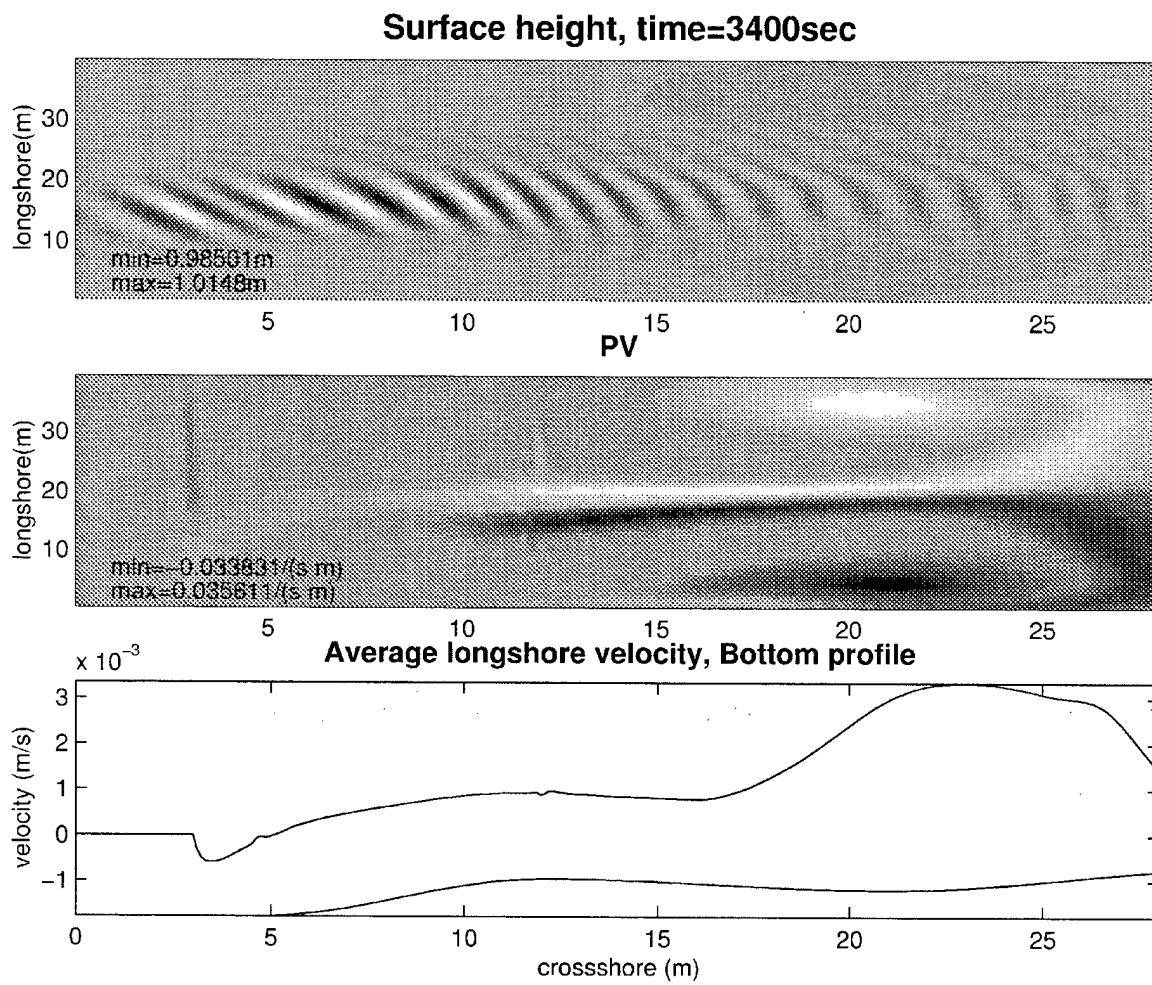 Surface height, time=3400sec
longshore(m)
30
20
10
min=0.98501m
max=1.0148m
5 10 15 20 25
PV
longshore(m)
30
20
10
min=-0.033831/(s m)
max=0.035611/(s m)
5 10 15 20 25
x 10⁻³ Average longshore velocity, Bottom profile
velocity (m/s)
3
2
1
0
-1
0 5 10 15 20 25
crossshore (m)